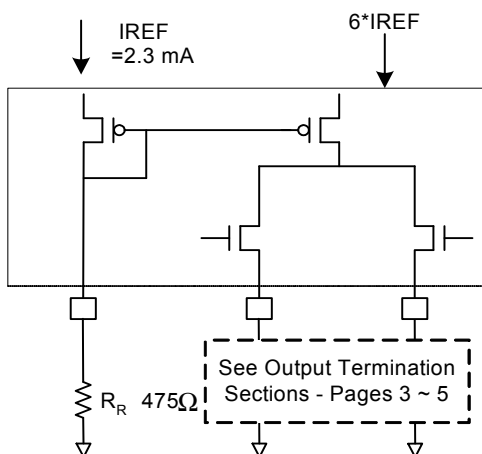 IREF
=2.3 mA
6*IREF
See Output Termination
Sections - Pages 3 ~ 5
RR 475Ω